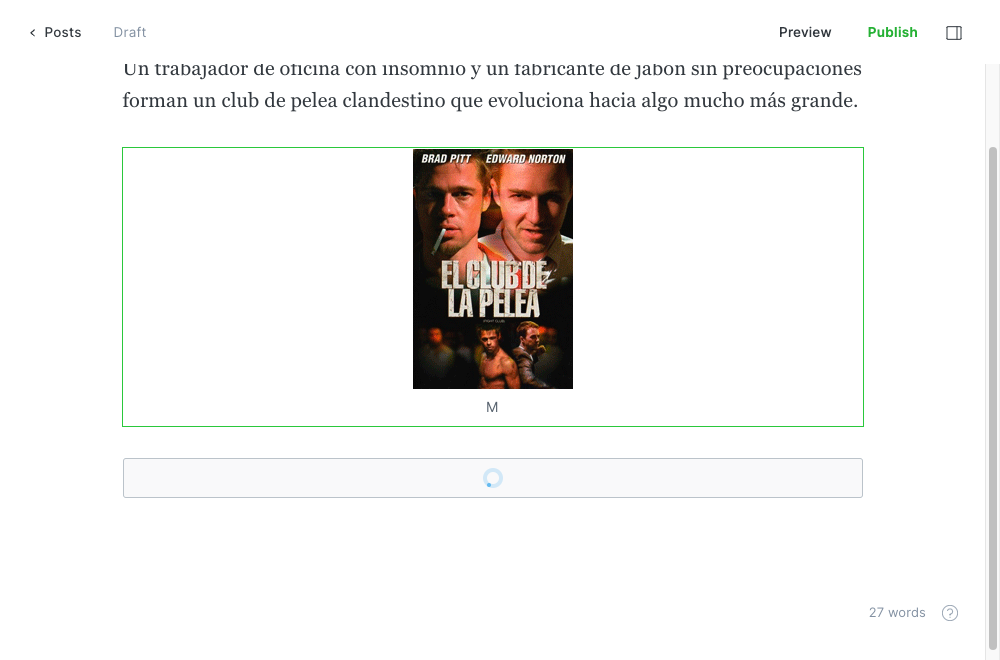 Posts
Draft
Preview
Publish
Un trabajador de oficina con insomnio y un fabricante de jabón sin preocupaciones
forman un club de pelea clandestino que evoluciona hacia algo mucho más grande.
BRAD PITT EDWARD NORTON
EL CLUB DE
LA PELEA
M
27 words
?